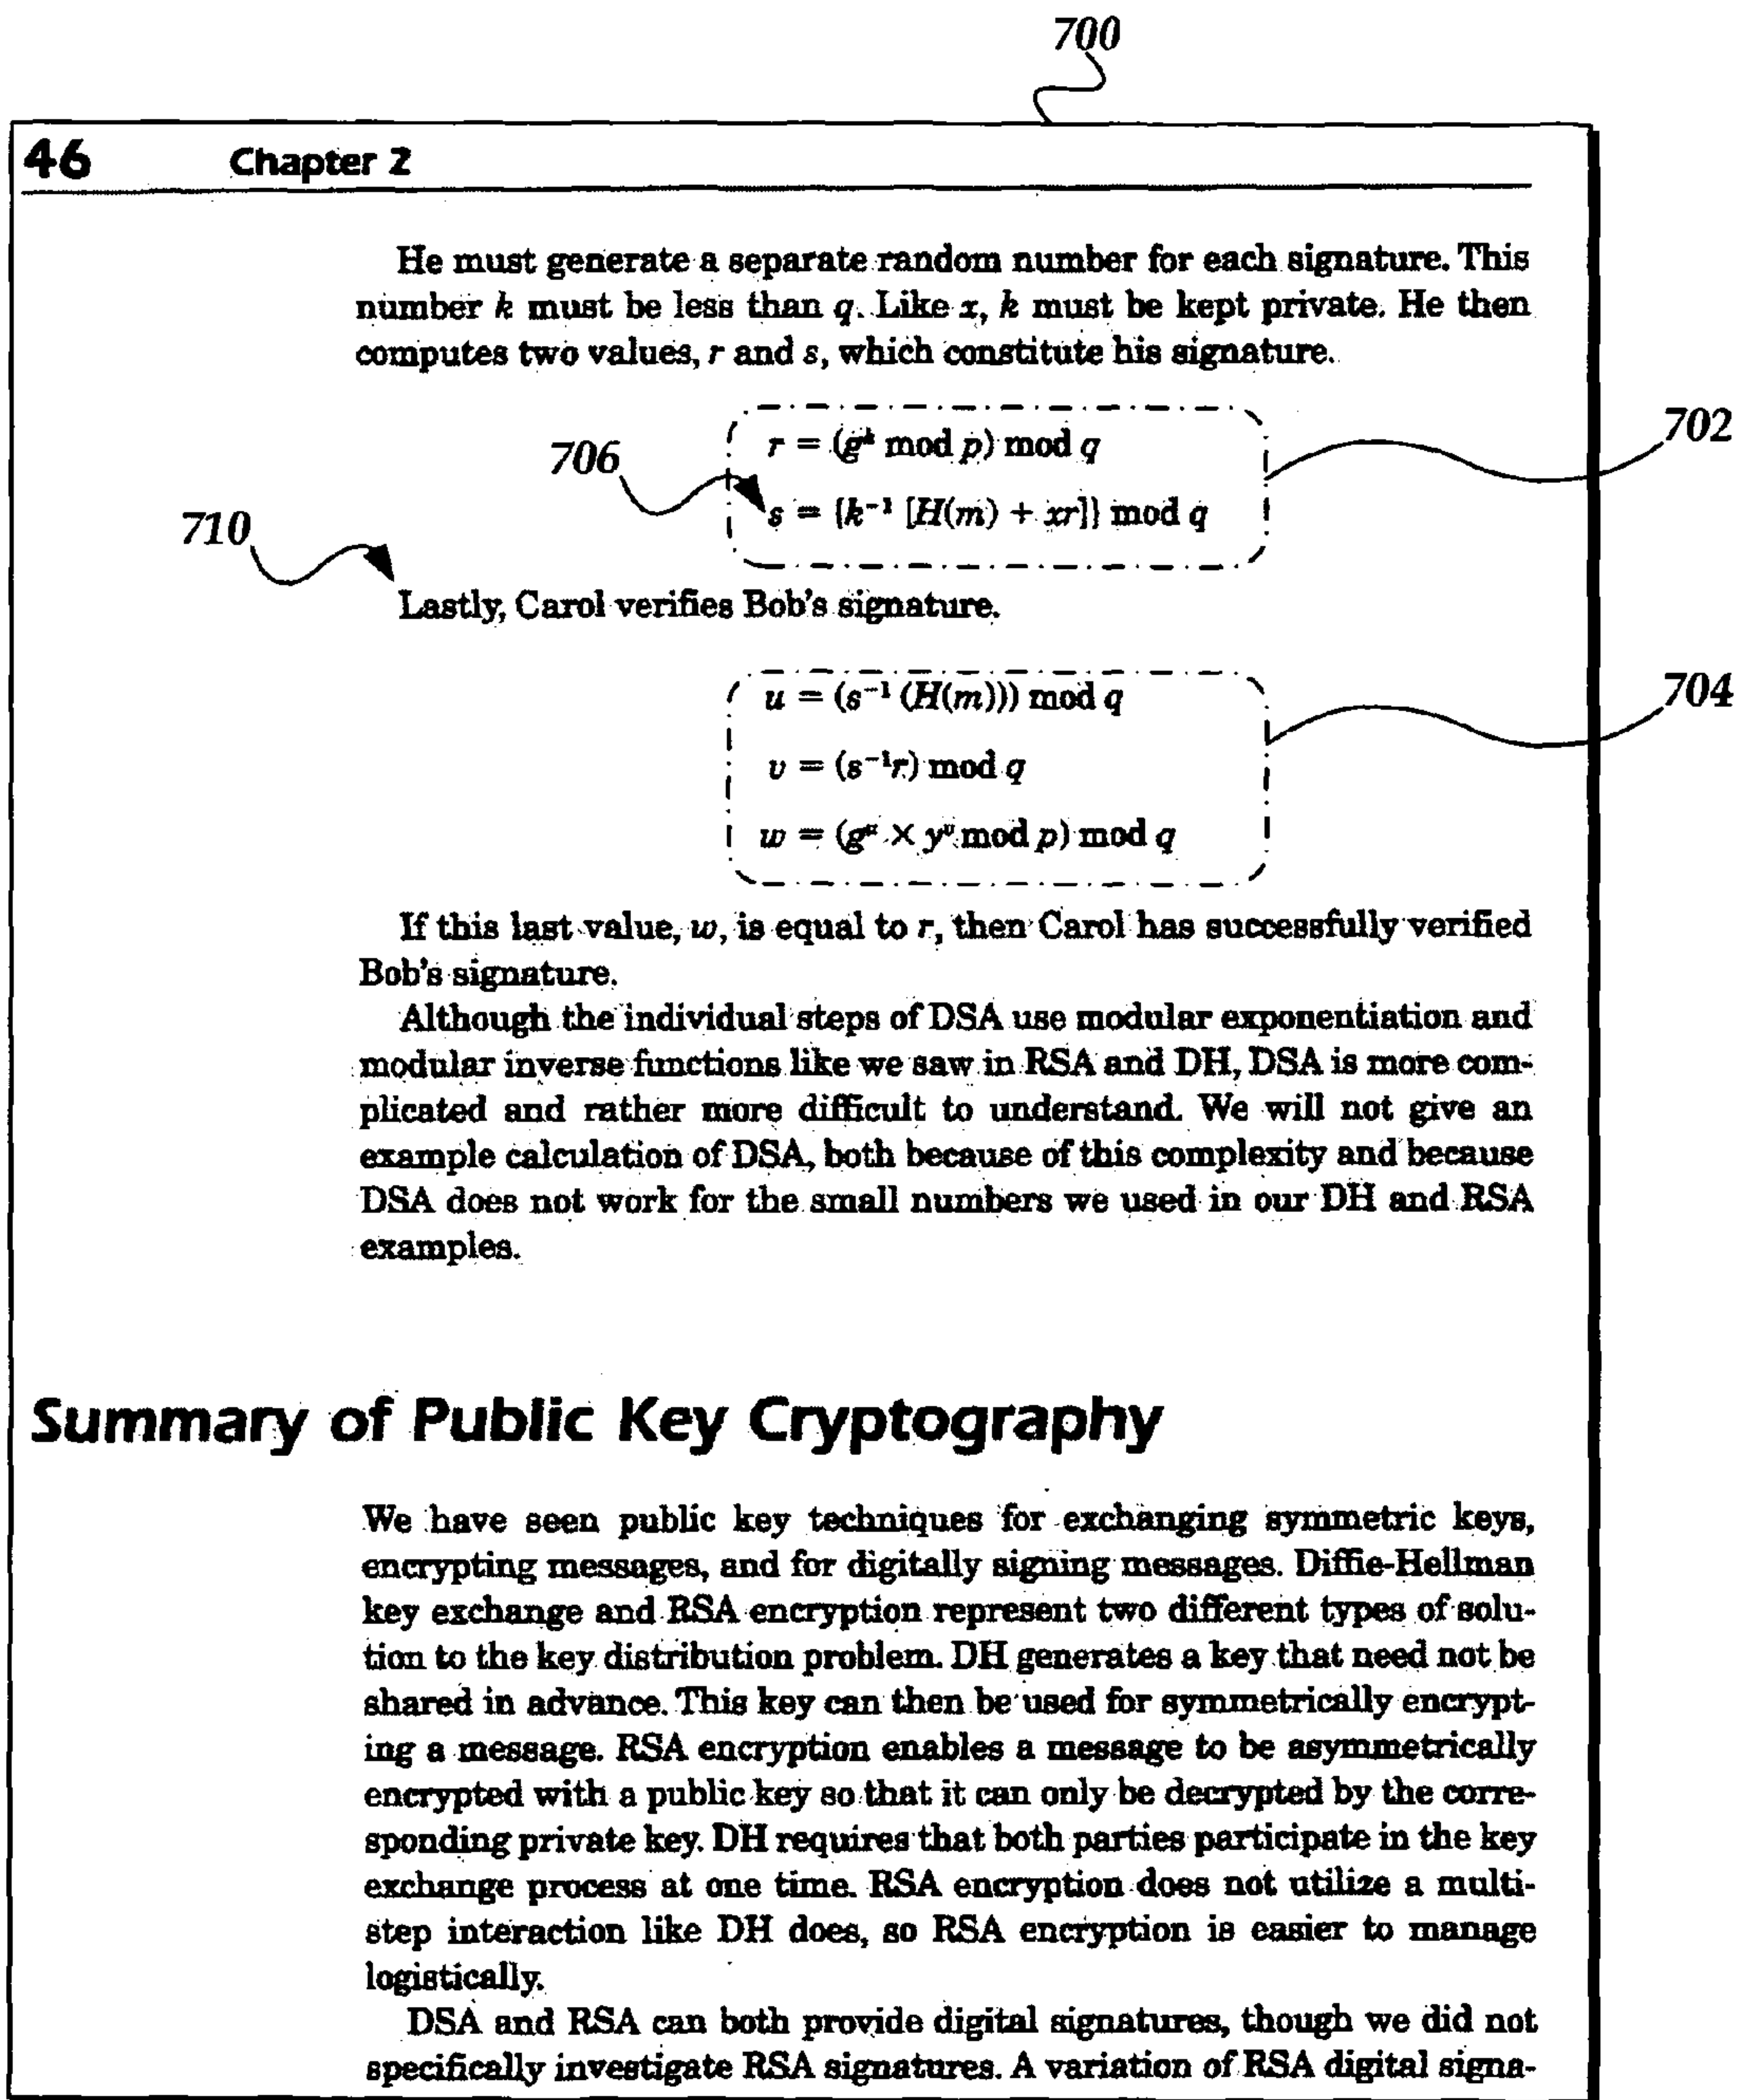 700
46 Chapter 2
He must generate a separate random number for each signature. This
number k must be less than q. Like x, k must be kept private. He then
computes two values, r and s, which constitute his signature.
702
r = (gᵏ mod p) mod q
706
s = {k⁻¹ [H(m) + xr]} mod q
710
Lastly, Carol verifies Bob's signature.
704
u = (s⁻¹ (H(m))) mod q
v = (s⁻¹r) mod q
w = (gᵘ × yᵛ mod p) mod q
If this last value, w, is equal to r, then Carol has successfully verified
Bob's signature.
Although the individual steps of DSA use modular exponentiation and
modular inverse functions like we saw in RSA and DH, DSA is more com-
plicated and rather more difficult to understand. We will not give an
example calculation of DSA, both because of this complexity and because
DSA does not work for the small numbers we used in our DH and RSA
examples.
Summary of Public Key Cryptography
We have seen public key techniques for exchanging symmetric keys,
encrypting messages, and for digitally signing messages. Diffie-Hellman
key exchange and RSA encryption represent two different types of solu-
tion to the key distribution problem. DH generates a key that need not be
shared in advance. This key can then be used for symmetrically encrypt-
ing a message. RSA encryption enables a message to be asymmetrically
encrypted with a public key so that it can only be decrypted by the corre-
sponding private key. DH requires that both parties participate in the key
exchange process at one time. RSA encryption does not utilize a multi-
step interaction like DH does, so RSA encryption is easier to manage
logistically.
DSA and RSA can both provide digital signatures, though we did not
specifically investigate RSA signatures. A variation of RSA digital signa-